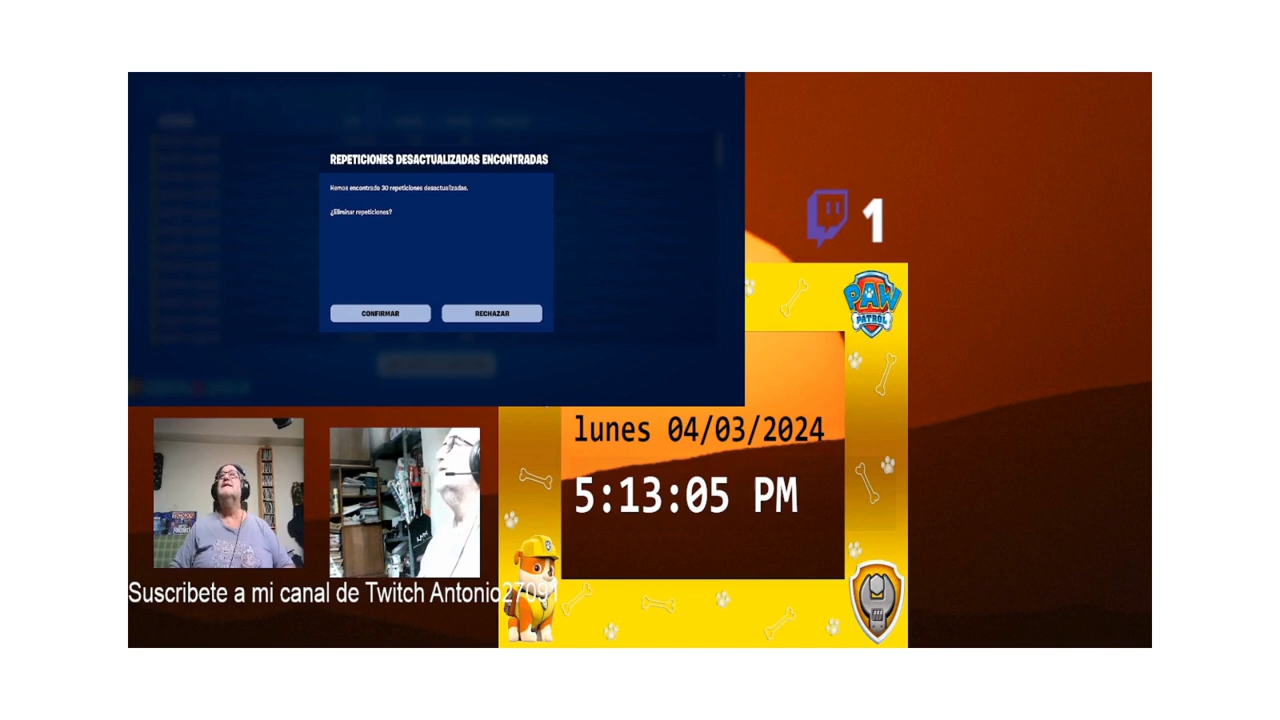 REPETICIONES DESACTUALIZADAS ENCONTRADAS
Hemos encontrado 30 repeticiones desactualizadas.
¿Eliminar repeticiones?
CONFIRMAR
RECHAZAR
1
PAW
PATROL
lunes 04/03/2024
5:13:05 PM
Suscribete a mi canal de Twitch Antonio27091